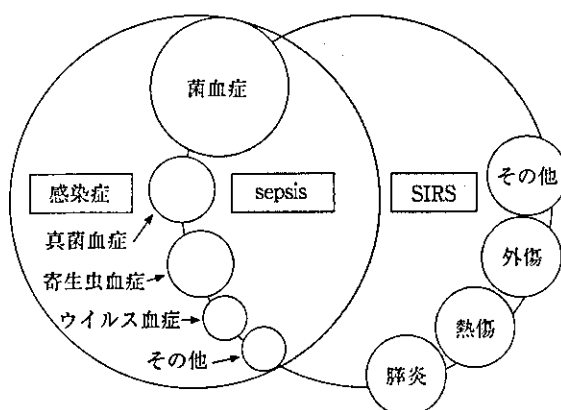 菌血症
感染症
sepsis
SIRS
その他
真菌血症
外傷
寄生虫血症
ウイルス血症
熱傷
その他
膵炎